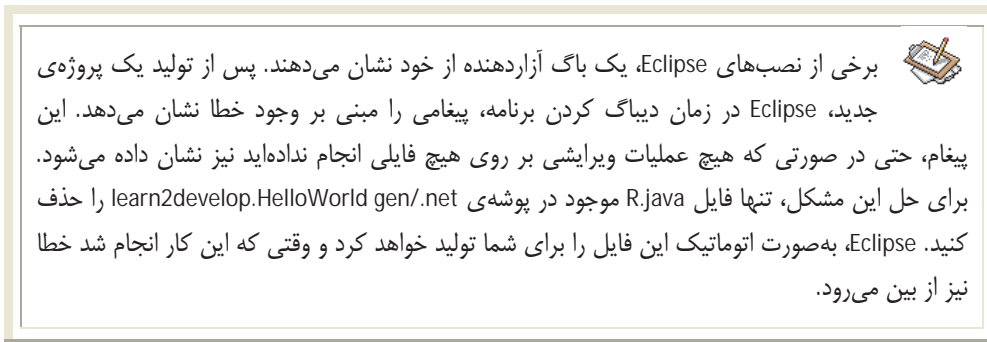 برخی از نصب‌های Eclipse، یک باگ آزاردهنده از خود نشان می‌دهند. پس از تولید یک پروژه‌ی
جدید، Eclipse در زمان دیباگ کردن برنامه، پیغامی را مبنی بر وجود خطا نشان می‌دهد. این
پیغام، حتی در صورتی که هیچ عملیات ویرایشی بر روی هیچ فایلی انجام نداده‌اید نیز نشان داده می‌شود.
برای حل این مشکل، تنها فایل R.java موجود در پوشه‌ی learn2develop.HelloWorld gen/.net را حذف
کنید. Eclipse، به‌صورت اتوماتیک این فایل را برای شما تولید خواهد کرد و وقتی که این کار انجام شد خطا
نیز از بین می‌رود.